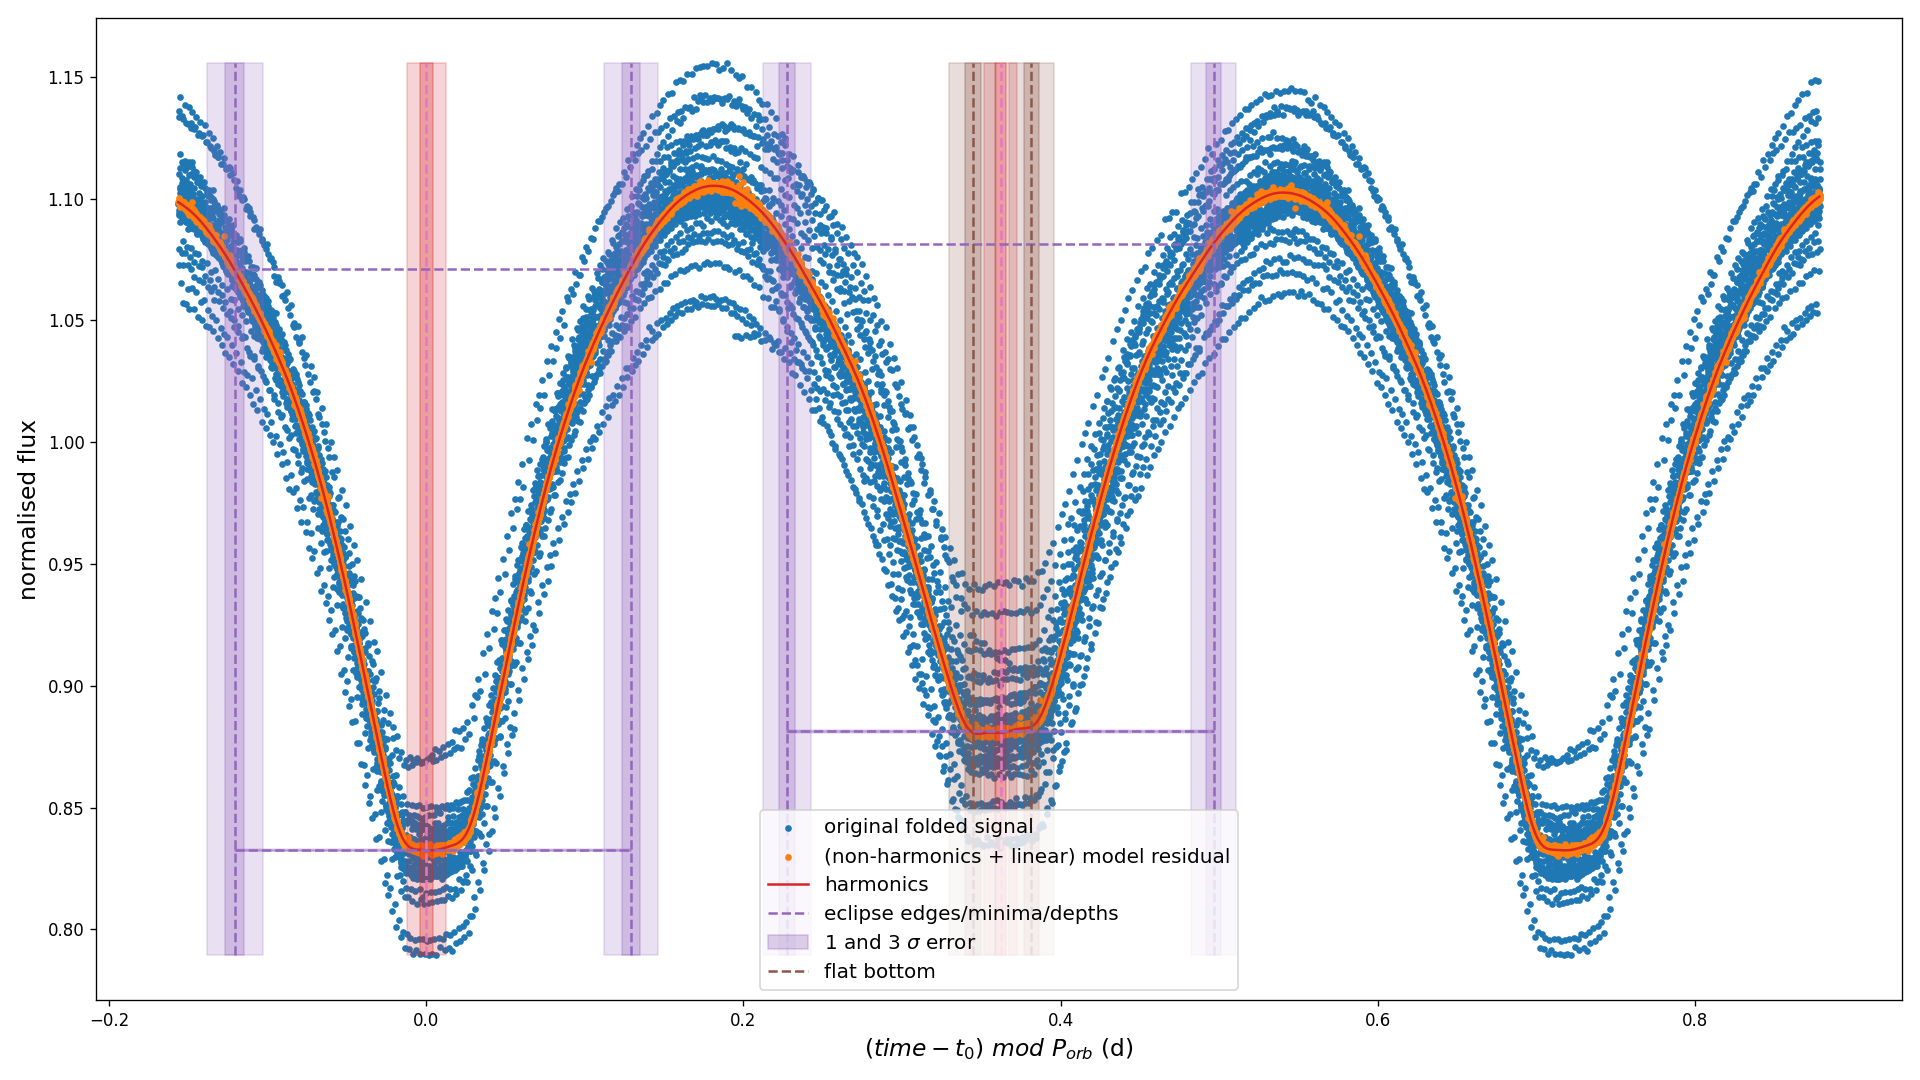 normalised flux
1.15
1.10
1.05
1.00
0.95
0.90
0.85
0.80
original folded signal
(non-harmonics + linear) model residual
harmonics
eclipse edges/minima/depths
1 and 3 σ error
flat bottom
−0.2 0.0 0.2 0.4 0.6 0.8
(time − t₀) mod Pₒᵣb (d)